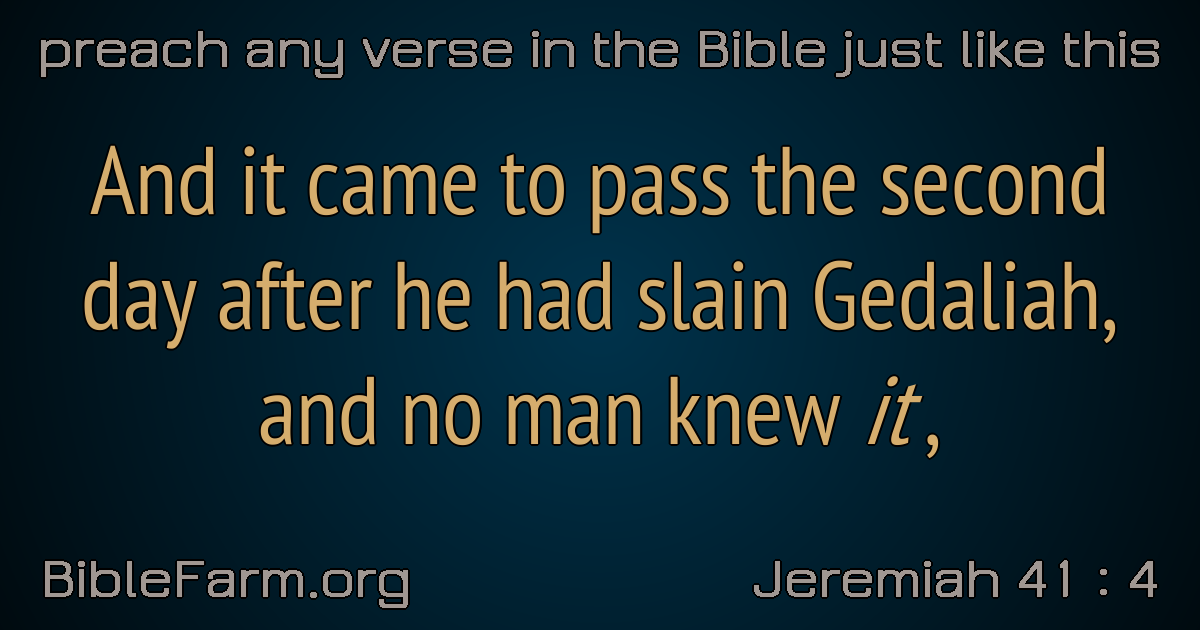 preach any verse in the Bible just like this
And it came to pass the second
day after he had slain Gedaliah,
and no man knew it,
BibleFarm.org
Jeremiah 41 : 4